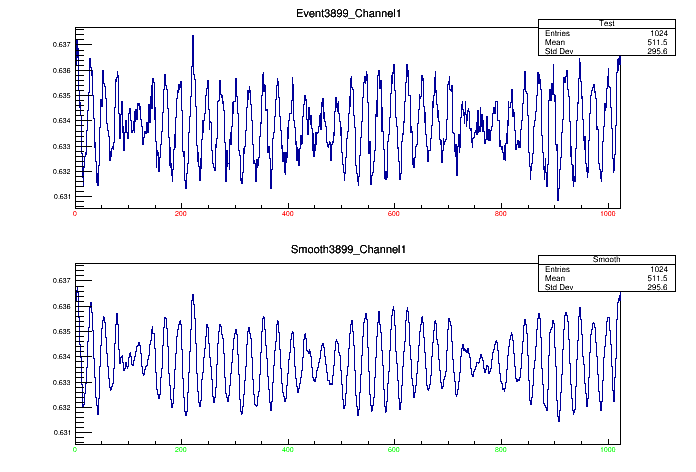 Event3899_Channel1
Test
Entries 1024
Mean 511.5
Std Dev 295.6
0.637
0.636
0.635
0.634
0.633
0.632
0.631
0 200 400 600 800 1000
Smooth3899_Channel1
Smooth
Entries 1024
Mean 511.5
Std Dev 295.6
0.637
0.636
0.635
0.634
0.633
0.632
0.631
0 200 400 600 800 1000